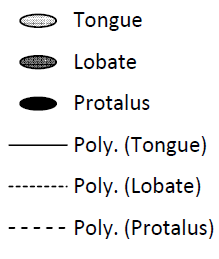 Tongue
Lobate
Protalus
Poly. (Tongue)
Poly. (Lobate)
Poly. (Protalus)